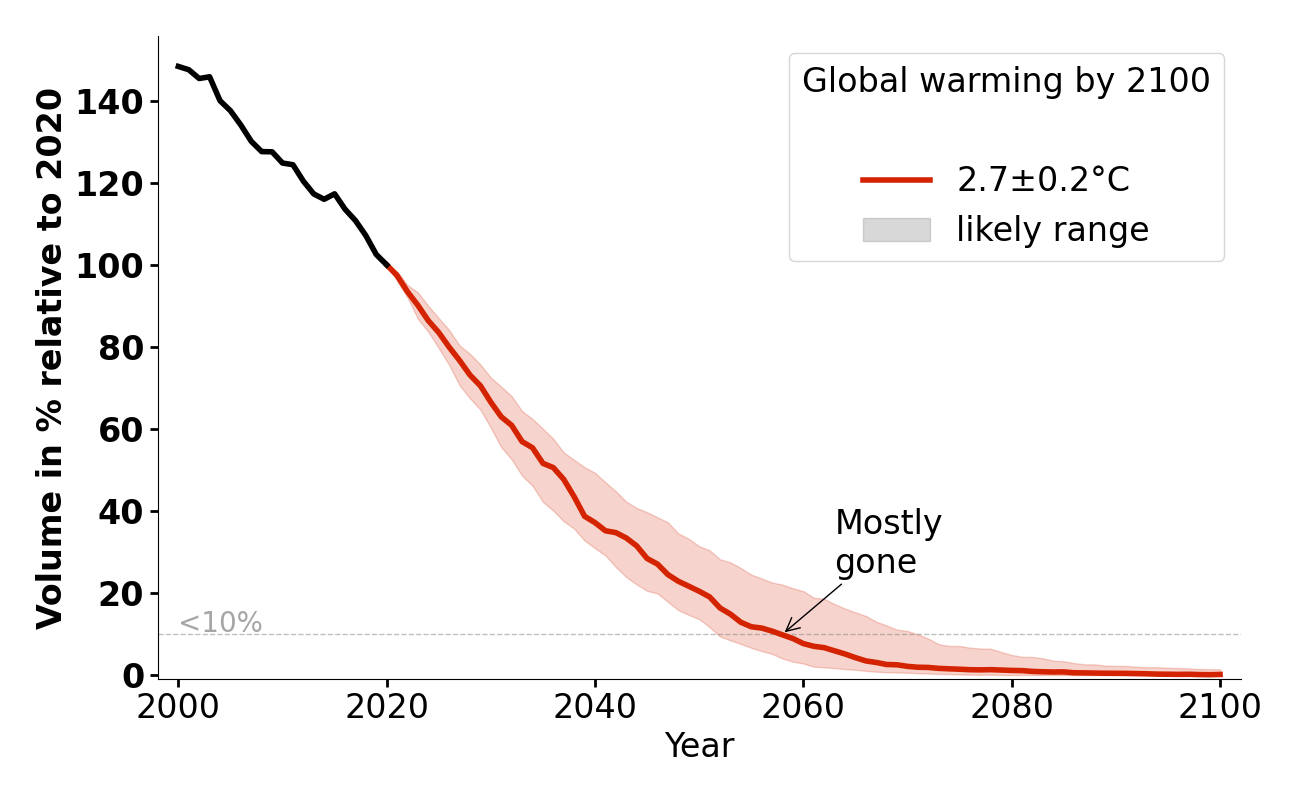 Volume in % relative to 2020
140
120
100
80
60
40
20
0
Global warming by 2100
2.7±0.2°C
likely range
Mostly
gone
<10%
2000
2020
2040
2060
2080
2100
Year